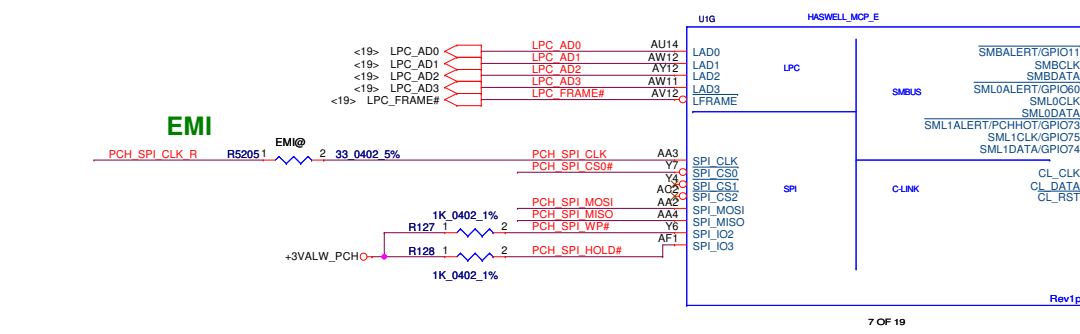 U1G HASWELL_MCP_E
<19> LPC_AD0 LPC_AD0 AU14 LAD0 SMBALERT/GPIO11
<19> LPC_AD1 LPC_AD1 AW12 LAD1 LPC SMBCLK
<19> LPC_AD2 LPC_AD2 AY12 LAD2 SMBDATA
<19> LPC_AD3 LPC_AD3 AW11 LAD3 SMBUS SML0ALERT/GPIO60
<19> LPC_FRAME# LPC_FRAME# AV12 LFRAME SML0CLK
SML0DATA
EMI SML1ALERT/PCHHOT/GPIO73
SML1CLK/GPIO75
EMI@ SML1DATA/GPIO74
PCH_SPI_CLK_R R5205 1 2 33_0402_5% PCH_SPI_CLK AA3 SPI_CLK
PCH_SPI_CS0# Y7 SPI_CS0 CL_CLK
Y4 SPI_CS1 SPI C-LINK CL_DATA
AC2 SPI_CS2 CL_RST
PCH_SPI_MOSI AA2 SPI_MOSI
1K_0402_1% PCH_SPI_MISO AA4 SPI_MISO
R127 1 2 PCH_SPI_WP# Y6 SPI_IO2
AF1 SPI_IO3
+3VALW_PCH R128 1 2 PCH_SPI_HOLD#
1K_0402_1%
Rev1p
7 OF 19